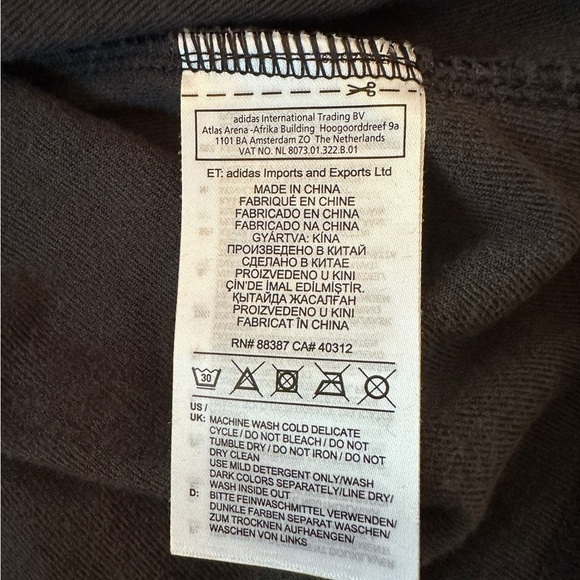 adidas International Trading BV
Atlas Arena -Afrika Building Hoogoorddreef 9a
1101 BA Amsterdam ZO The Netherlands
VAT NO. NL 8073.01.322.B.01
ET: adidas Imports and Exports Ltd
MADE IN CHINA
FABRIQUÉ EN CHINE
FABRICADO EN CHINA
FABRICADO NA CHINA
GYÁRTVA: KÍNA
ПРОИЗВЕДЕНО В КИТАЙ
СДЕЛАНО В КИТАЕ
PROIZVEDENO U KINI
ÇİN'DE İMAL EDİLMİŞTİR.
ҚЫТАЙДА ЖАСАЛҒАН
PROIZVEDENO U KINI
FABRICAT ÎN CHINA
RN# 88387 CA# 40312
30
US /
UK: MACHINE WASH COLD DELICATE
CYCLE / DO NOT BLEACH / DO NOT
TUMBLE DRY / DO NOT IRON / DO NOT
DRY CLEAN
USE MILD DETERGENT ONLY/WASH
DARK COLORS SEPARATELY/LINE DRY/
WASH INSIDE OUT
D: BITTE FEINWASCHMITTEL VERWENDEN/
DUNKLE FARBEN SEPARAT WASCHEN/
ZUM TROCKNEN AUFHAENGEN/
WASCHEN VON LINKS